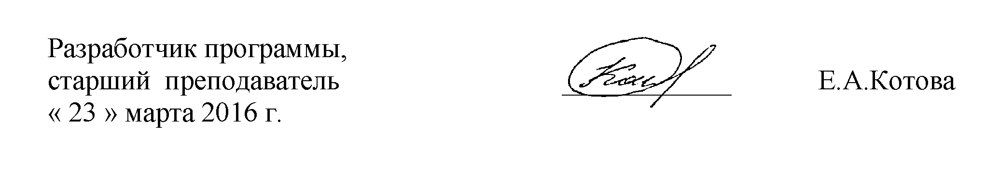 Разработчик программы,
старший преподаватель Е.А.Котова
« 23 » марта 2016 г.